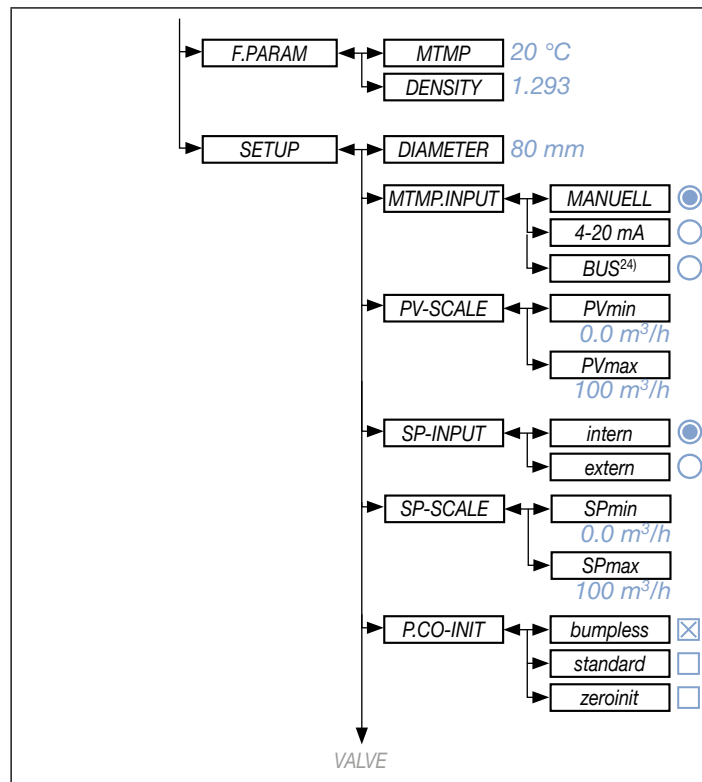 F.PARAM MTMP 20 °C
DENSITY 1.293
SETUP DIAMETER 80 mm
MTMP.INPUT MANUELL
4-20 mA
BUS24)
PV-SCALE PVmin
0.0 m³/h
PVmax
100 m³/h
SP-INPUT intern
extern
SP-SCALE SPmin
0.0 m³/h
SPmax
100 m³/h
P.CO-INIT bumpless
standard
zeroinit
VALVE